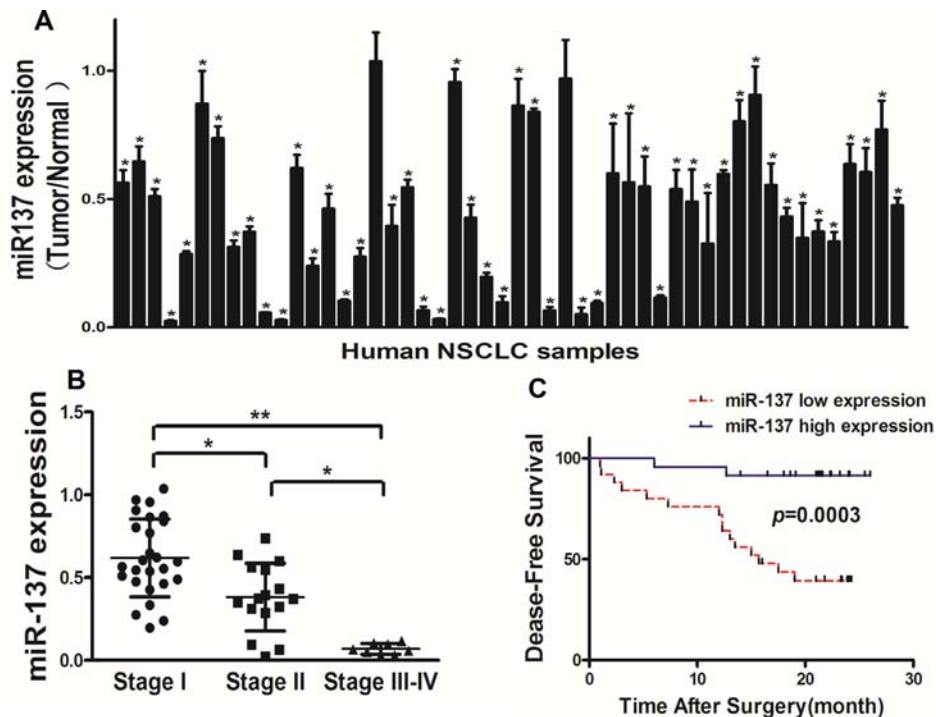 A
miR137 expression
(Tumor/Normal)
1.0
0.5
0.0
* * * * * * * * * * * * * * * * * * * * * * * * * * * * * * * * * * * * * * * * * * * * * * * * *
Human NSCLC samples
B
miR-137 expression
1.5
1.0
0.5
0.0
**
*
*
Stage I Stage II Stage III-IV
C
miR-137 low expression
miR-137 high expression
Dease-Free Survival
100
50
0
p=0.0003
0 10 20 30
Time After Surgery(month)